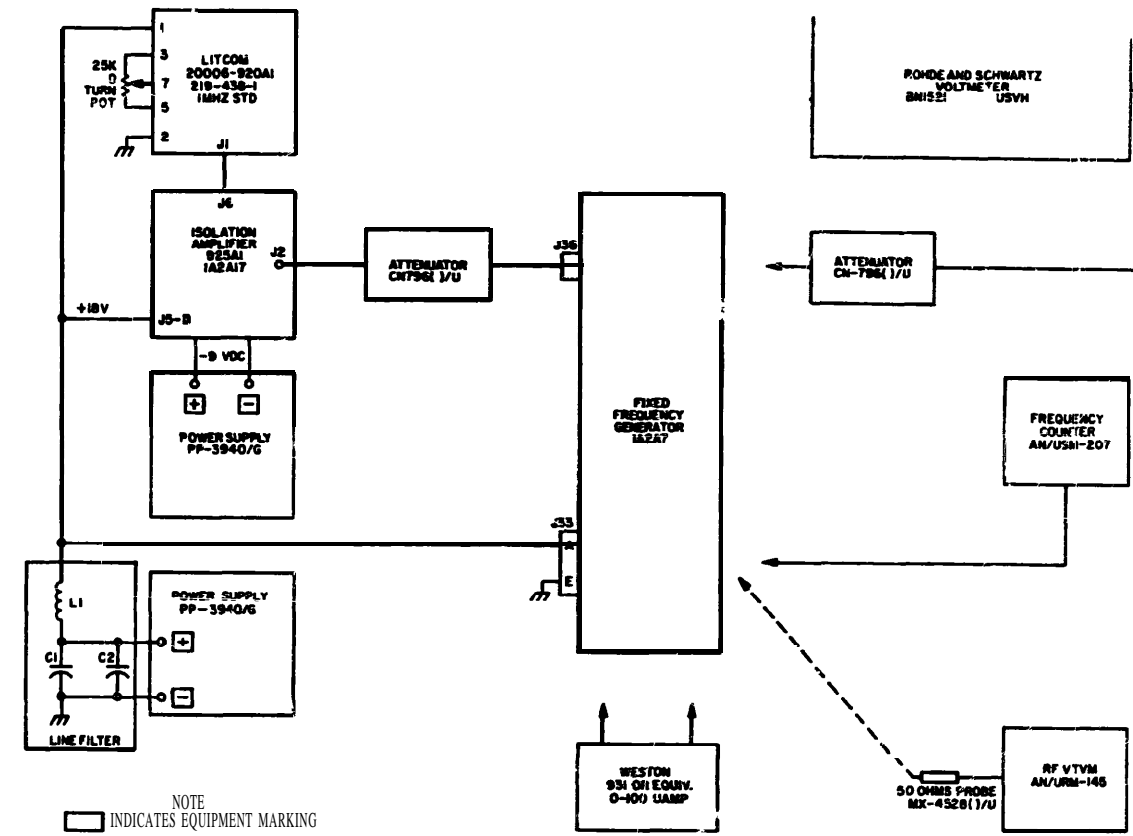 1
3
7
5
2
25K
Ω
TURN
POT
LITCOM
20006-920A1
219-438-1
1MHZ STD
J1
J6
ISOLATION
AMPLIFIER
925A1
1A2A17
J2
+18V
J5-B
-9 VDC
+
-
POWER SUPPLY
PP-3940/G
ATTENUATOR
CN796( )/U
J36
FIXED
FREQUENCY
GENERATOR
1A2A7
J33
A
E
ROHDE AND SCHWARTZ
VOLTMETER
BN1521 USVH
ATTENUATOR
CN-796( )/U
FREQUENCY
COUNTER
AN/USM-207
L1
C1
C2
LINE FILTER
POWER SUPPLY
PP-3940/G
+
-
WESTON
931 OR EQUIV.
0-100 UAMP
50 OHMS PROBE
MX-4528( )/U
RF VTVM
AN/URM-145
NOTE
INDICATES EQUIPMENT MARKING